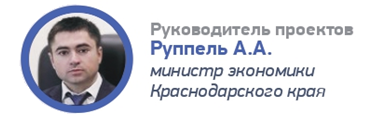 Руководитель проектов
Руппель А.А.
министр экономики
Краснодарского края